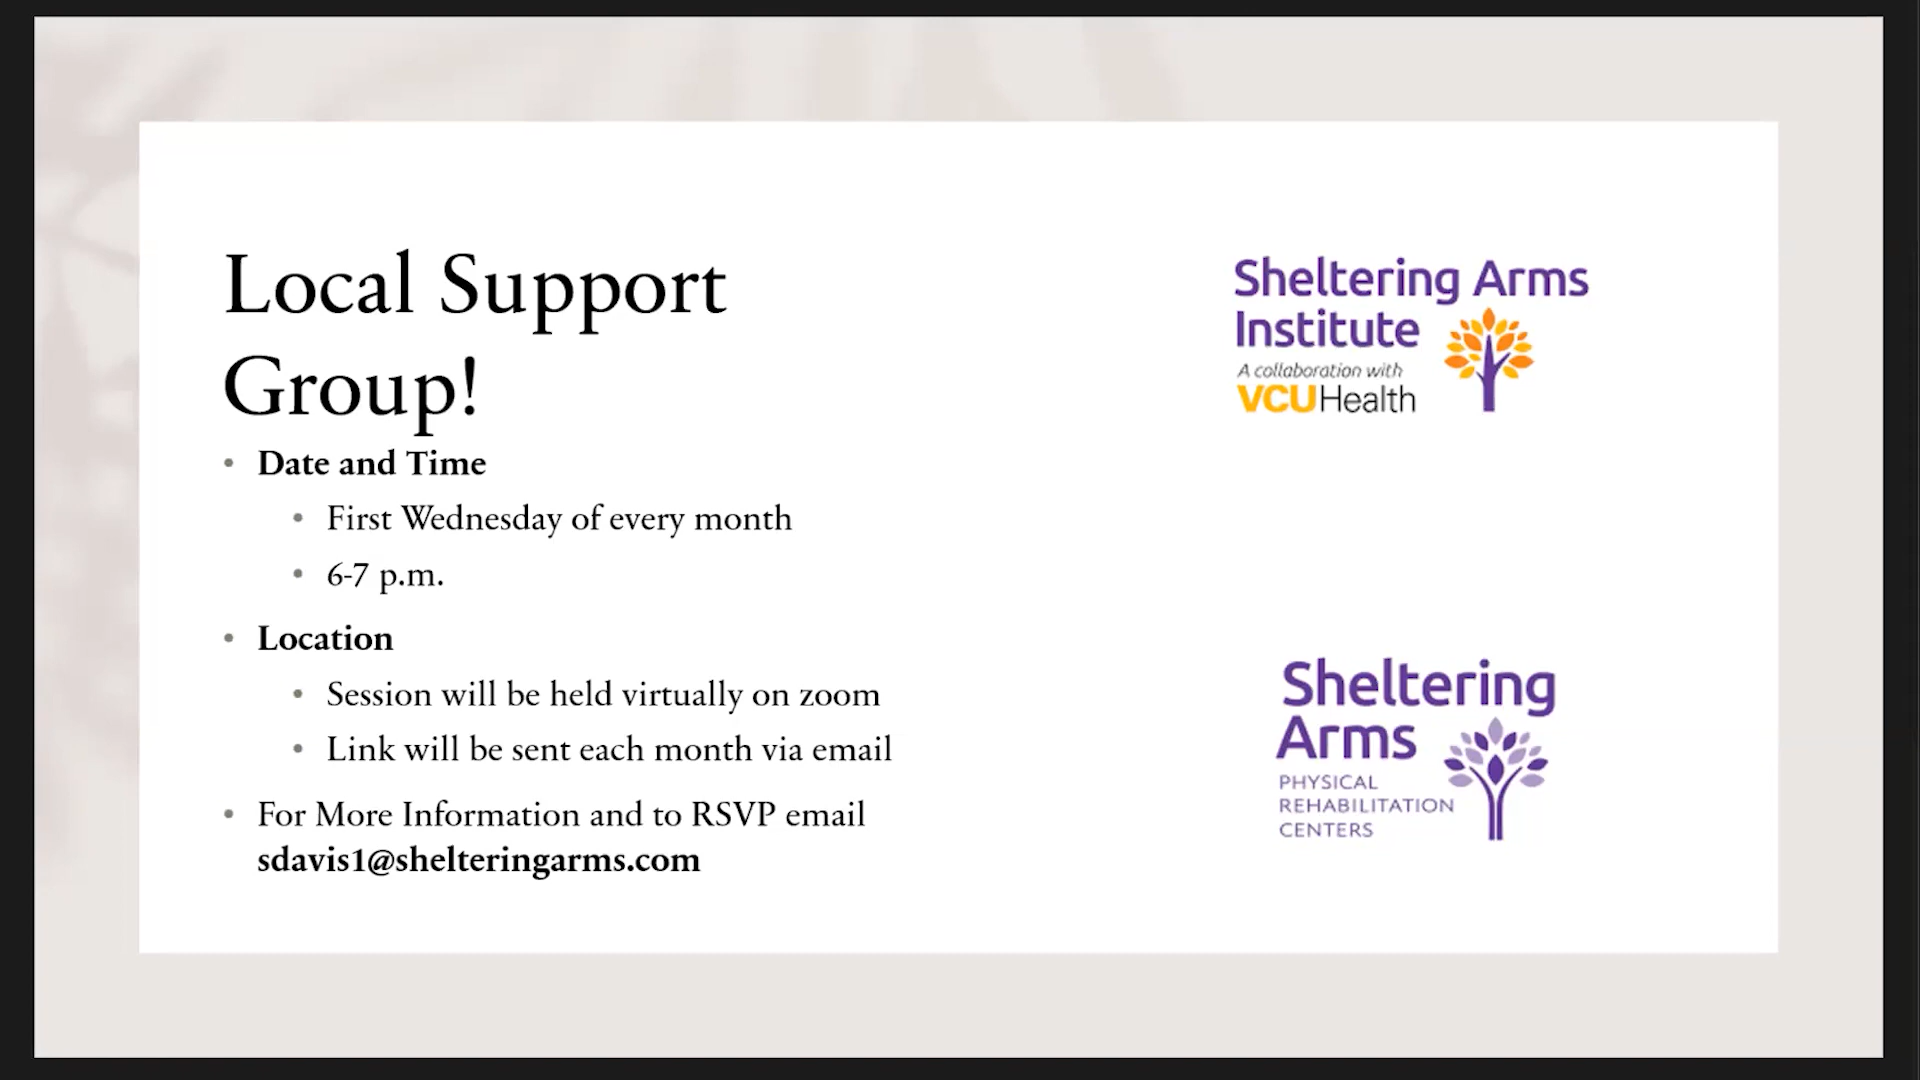 Local Support
Group!
• Date and Time
• First Wednesday of every month
• 6-7 p.m.
• Location
• Session will be held virtually on zoom
• Link will be sent each month via email
• For More Information and to RSVP email
sdavis1@shelteringarms.com
Sheltering Arms
Institute
A collaboration with
VCUHealth
Sheltering
Arms
PHYSICAL
REHABILITATION
CENTERS